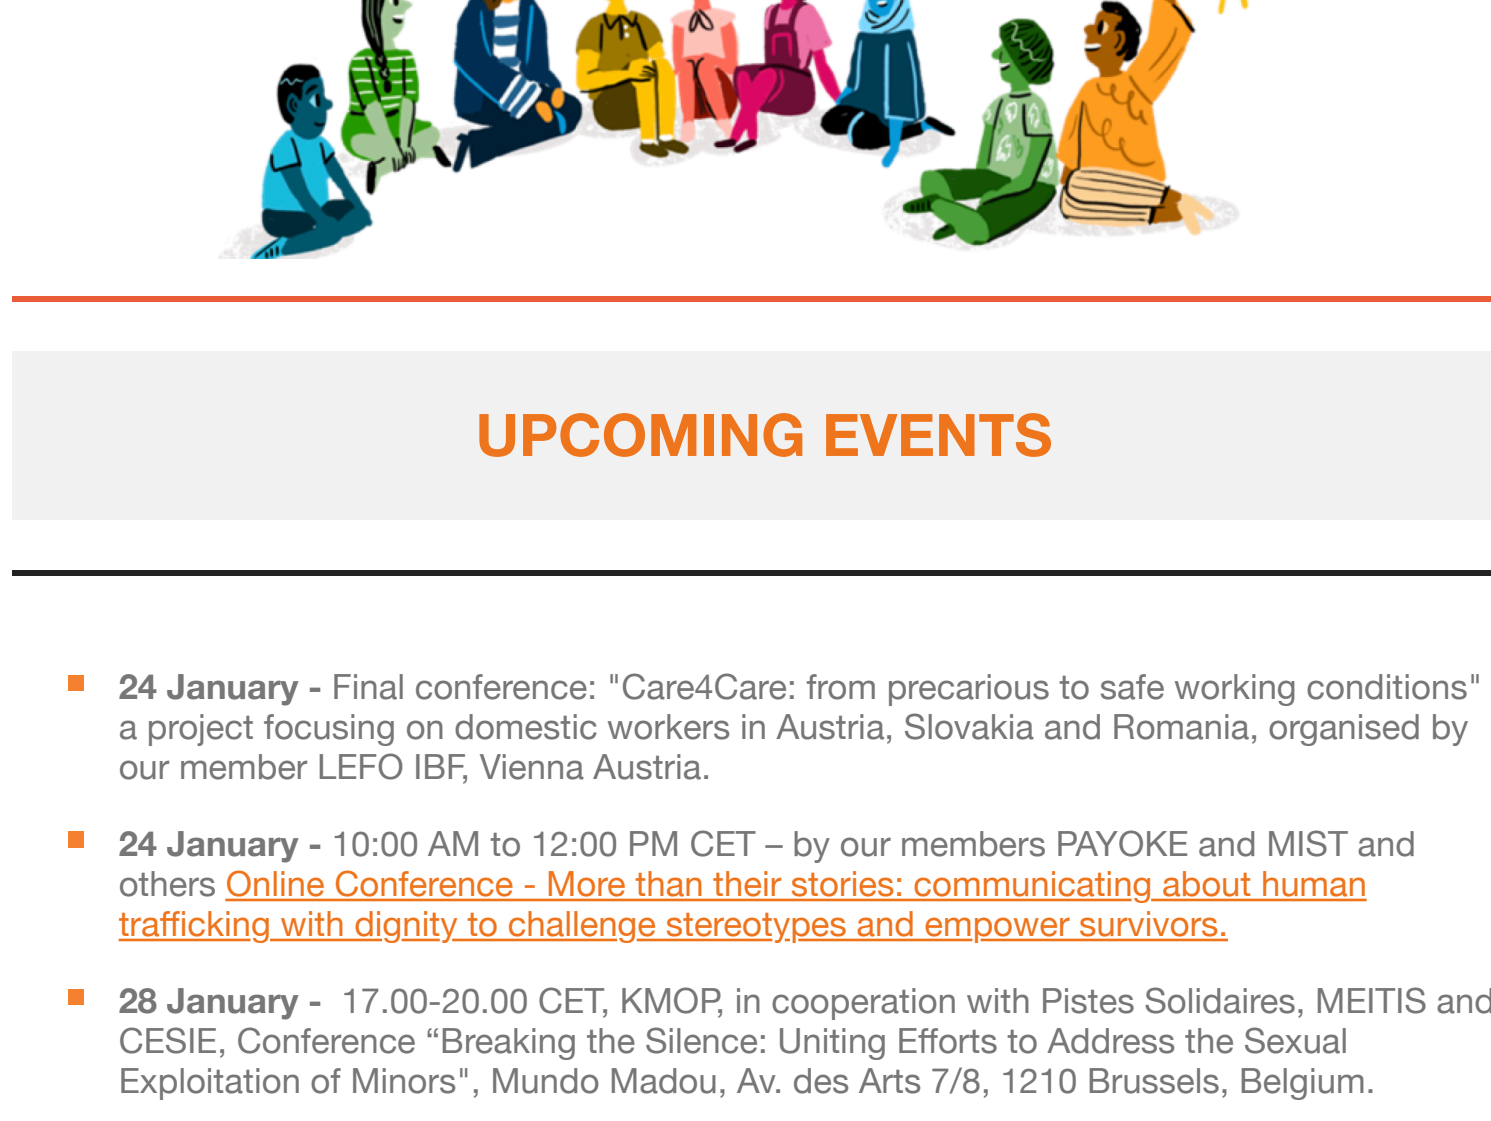 UPCOMING EVENTS
24 January - Final conference: "Care4Care: from precarious to safe working conditions"
a project focusing on domestic workers in Austria, Slovakia and Romania, organised by
our member LEFO IBF, Vienna Austria.
24 January - 10:00 AM to 12:00 PM CET – by our members PAYOKE and MIST and
others Online Conference - More than their stories: communicating about human
trafficking with dignity to challenge stereotypes and empower survivors.
28 January -  17.00-20.00 CET, KMOP, in cooperation with Pistes Solidaires, MEITIS and
CESIE, Conference “Breaking the Silence: Uniting Efforts to Address the Sexual
Exploitation of Minors", Mundo Madou, Av. des Arts 7/8, 1210 Brussels, Belgium.